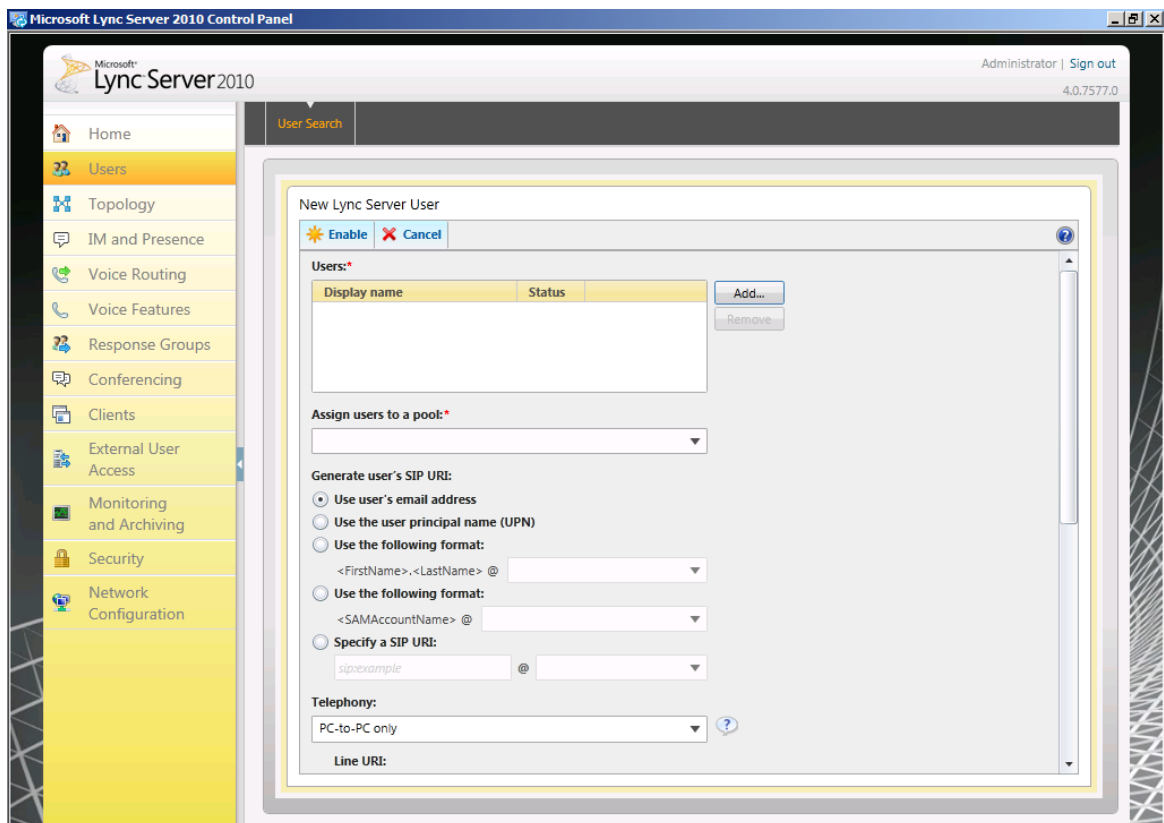 Microsoft Lync Server 2010 Control Panel
Microsoft®
Lync Server 2010
Administrator | Sign out
4.0.7577.0
Home
Users
Topology
IM and Presence
Voice Routing
Voice Features
Response Groups
Conferencing
Clients
External User
Access
Monitoring
and Archiving
Security
Network
Configuration
User Search
New Lync Server User
Enable
Cancel
Users:*
Display name
Status
Add...
Remove
Assign users to a pool:*
Generate user's SIP URI:
Use user's email address
Use the user principal name (UPN)
Use the following format:
<FirstName>.<LastName> @
Use the following format:
<SAMAccountName> @
Specify a SIP URI:
sip:example @
Telephony:
PC-to-PC only
Line URI: